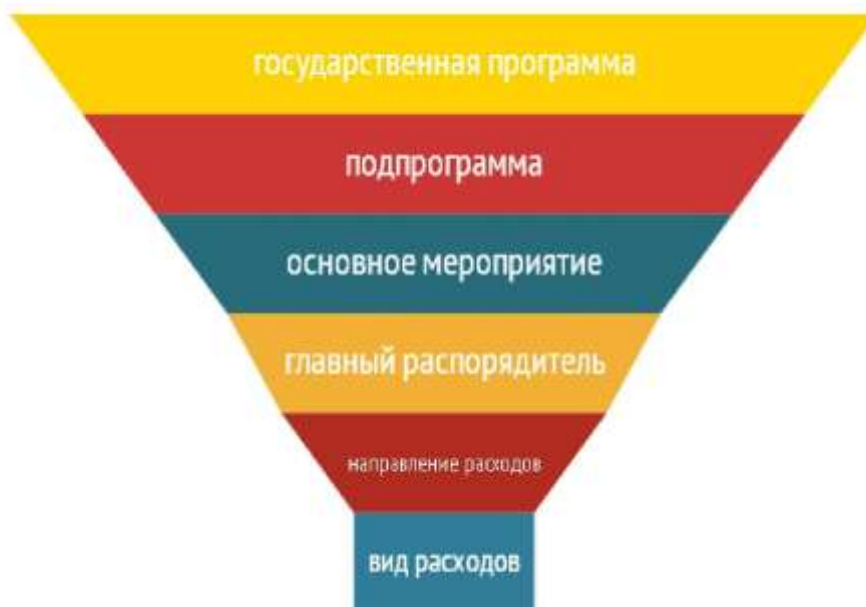 государственная программа
подпрограмма
основное мероприятие
главный распорядитель
направление расходов
вид расходов